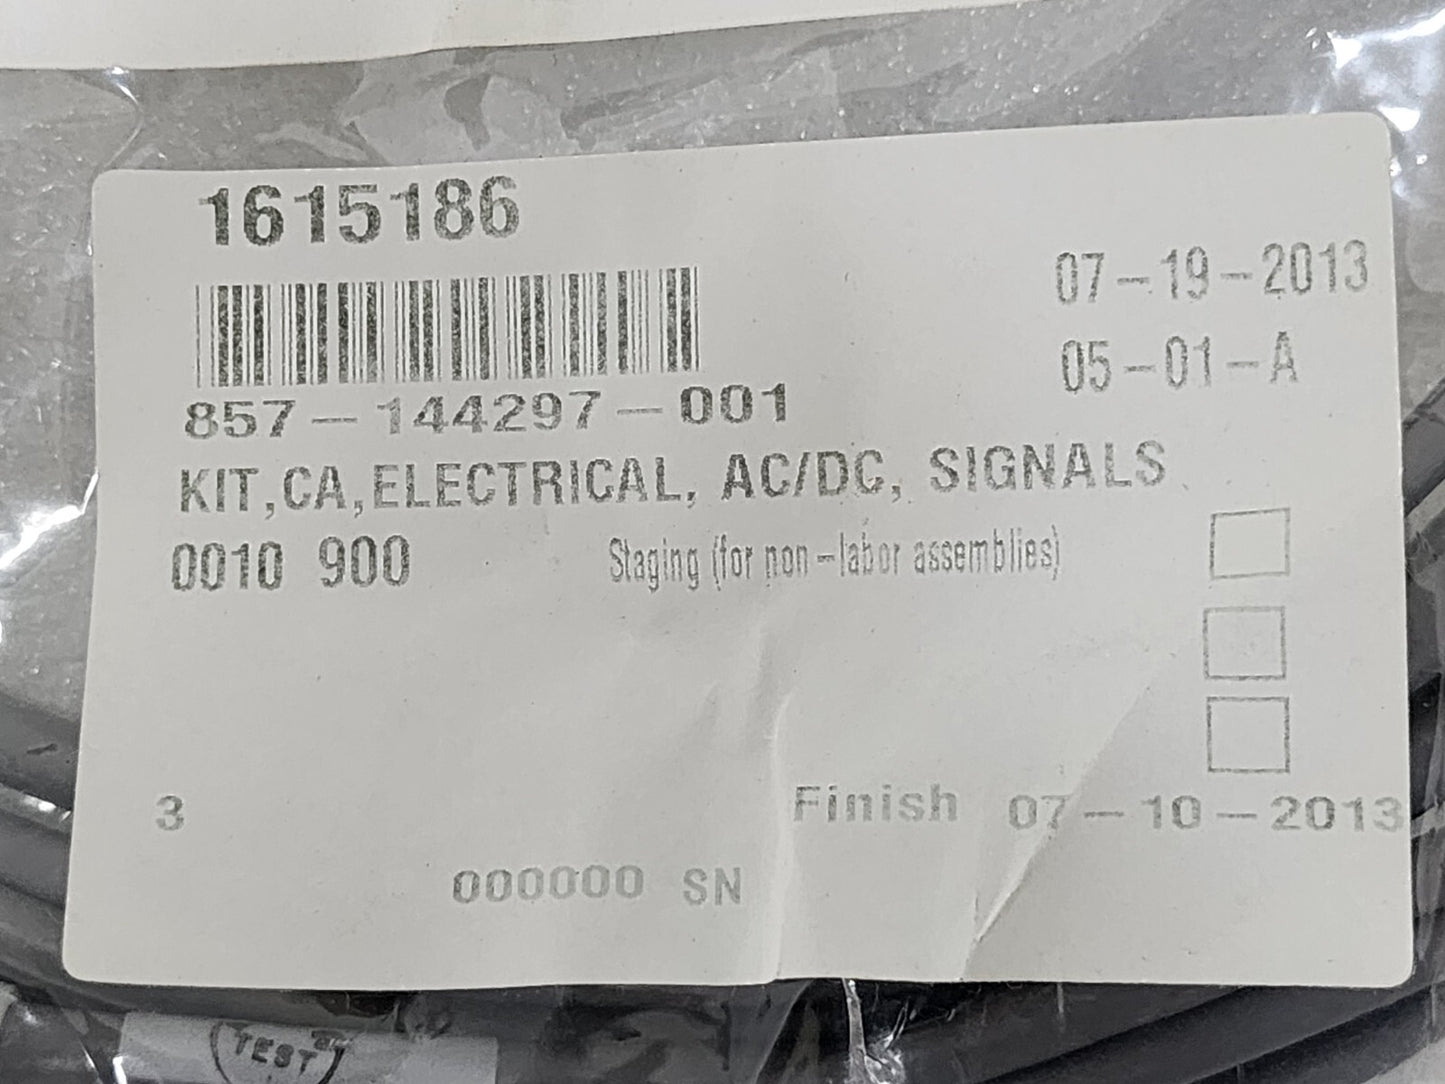 1615186
07-19-2013
05-01-A
857-144297-001
KIT,CA,ELECTRICAL, AC/DC, SIGNALS
0010 900 Staging (for non-labor assemblies)
3 Finish 07-10-2013
000000 SN
TEST